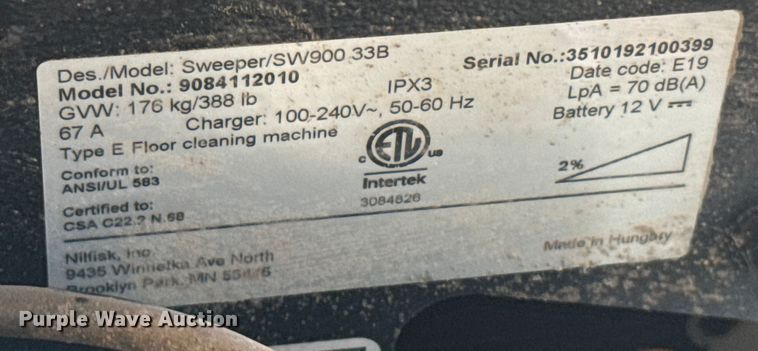 Des./Model: Sweeper/SW900 33B
Serial No.:3510192100399
Model No.: 9084112010
IPX3
Date code: E19
GVW: 176 kg/388 lb
LpA = 70 dB(A)
67 A
Charger: 100-240V~, 50-60 Hz
Battery 12 V ⎓
Type E Floor cleaning machine
Conform to:
ANSI/UL 583
c ETL us
Intertek
3084626
2%
Certified to:
CSA C22.2 N.68
Nilfisk, Inc.
9435 Winnetka Ave North
Brooklyn Park, MN
Made in Hungary
Purple Wave Auction